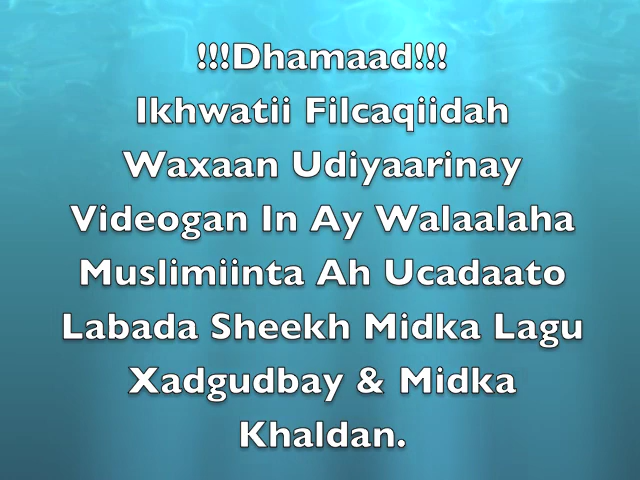 !!!Dhamaad!!!
Ikhwatii Filcaqiidah
Waxaan Udiyaarinay
Videogan In Ay Walaalaha
Muslimiinta Ah Ucadaato
Labada Sheekh Midka Lagu
Xadgudbay & Midka
Khaldan.